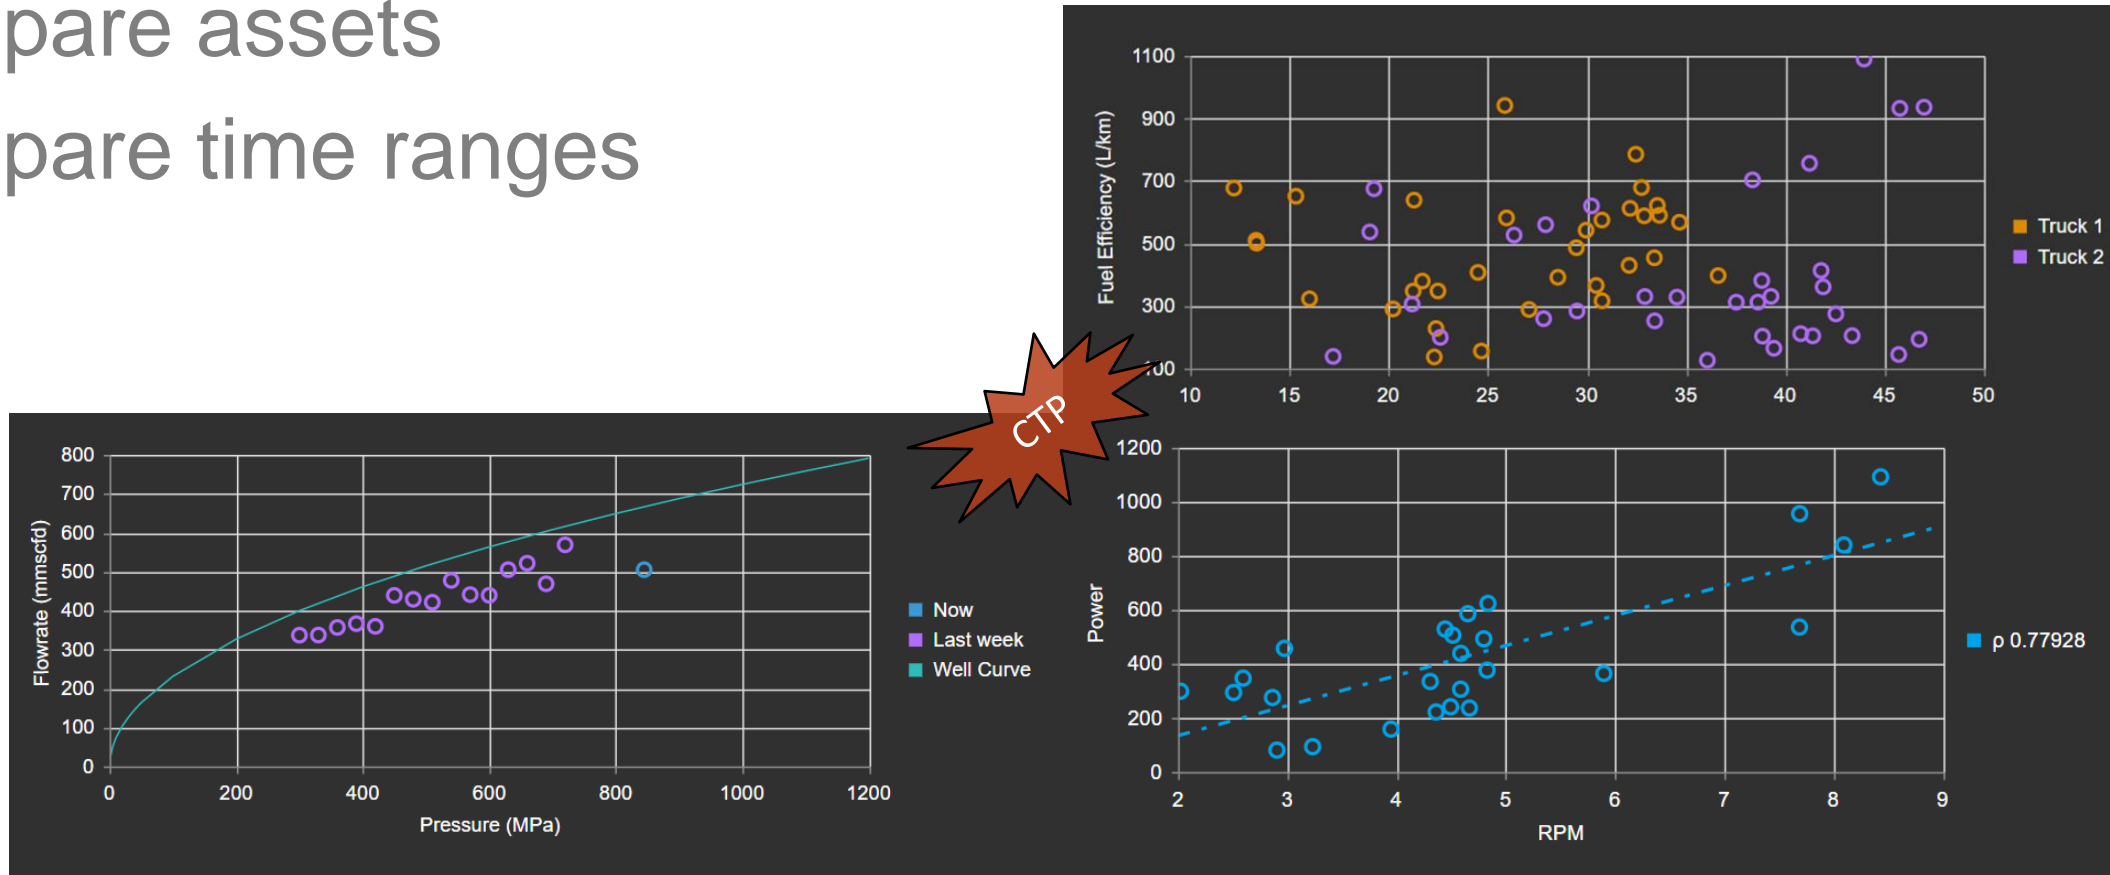 pare assets
pare time ranges
1100
900
700
500
300
100
Fuel Efficiency (L/km)
10 15 20 25 30 35 40 45 50
Truck 1
Truck 2
CTP
800
700
600
500
400
300
200
100
0
Flowrate (mmscfd)
0 200 400 600 800 1000 1200
Pressure (MPa)
Now
Last week
Well Curve
1200
1000
800
600
400
200
0
Power
2 3 4 5 6 7 8 9
RPM
ρ 0.77928